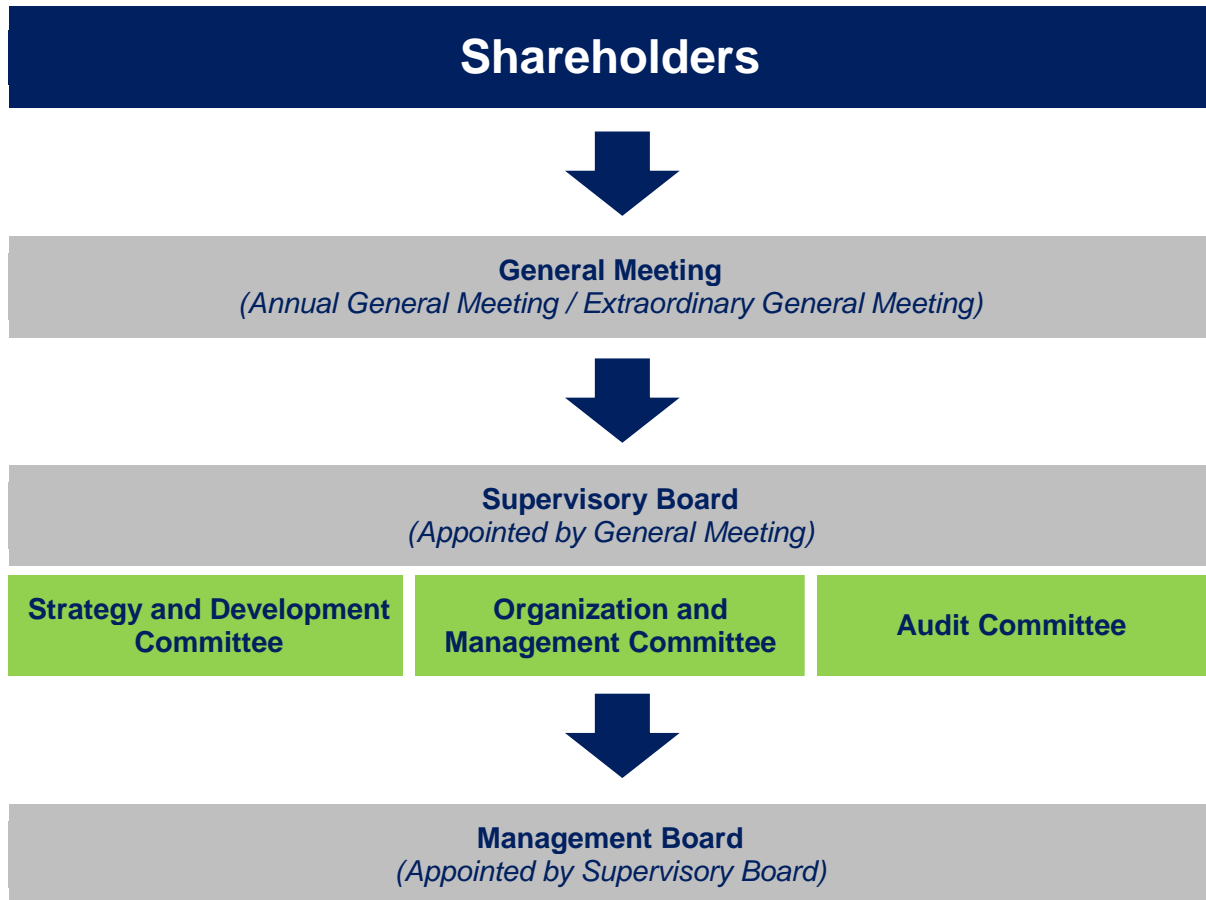 Shareholders
General Meeting
(Annual General Meeting / Extraordinary General Meeting)
Supervisory Board
(Appointed by General Meeting)
Strategy and Development
Committee
Organization and
Management Committee
Audit Committee
Management Board
(Appointed by Supervisory Board)